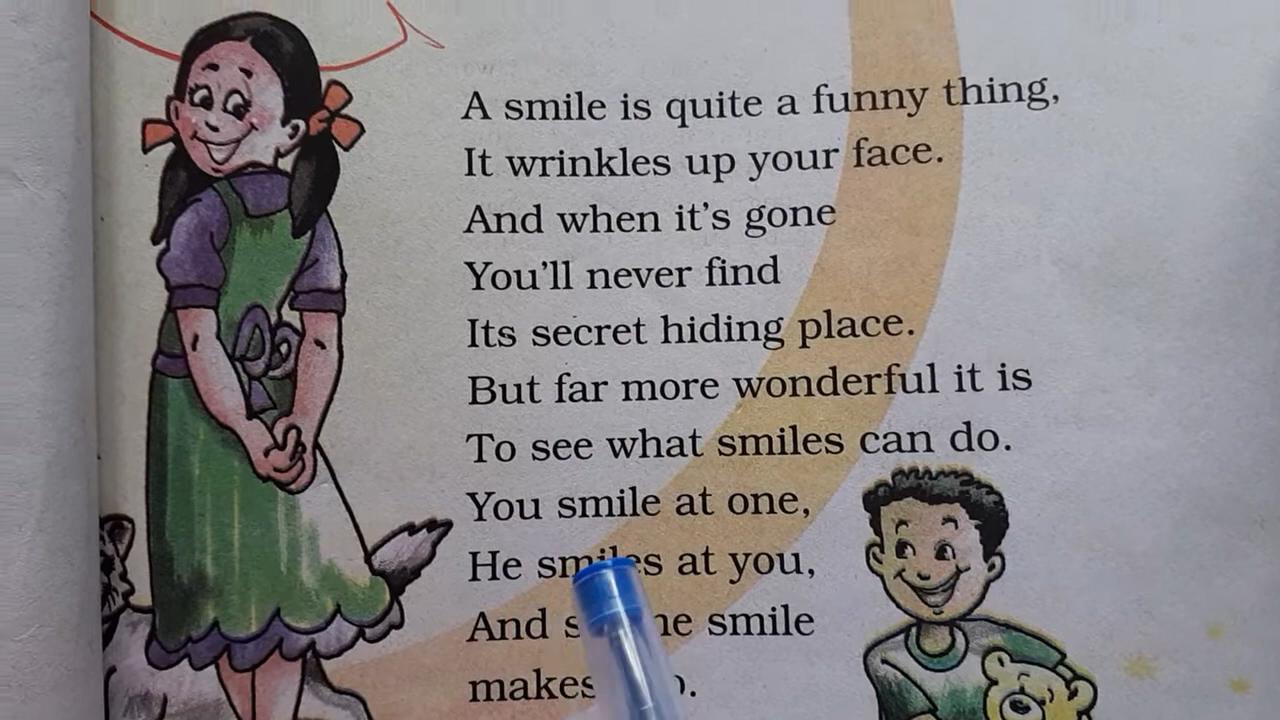 A smile is quite a funny thing,
It wrinkles up your face.
And when it's gone
You'll never find
Its secret hiding place.
But far more wonderful it is
To see what smiles can do.
You smile at one,
He smiles at you,
And smile
makes